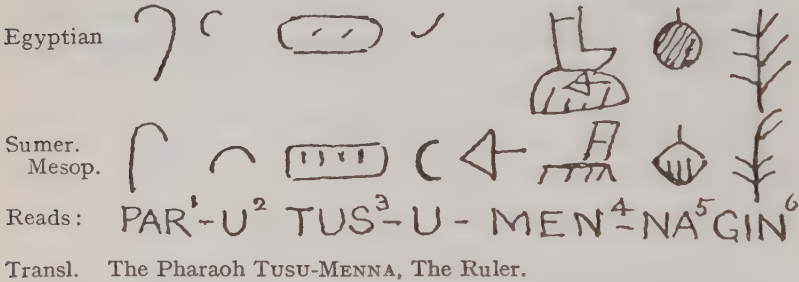 Egyptian
Sumer.
Mesop.
Reads: PAR¹-U² TUS³-U-MEN⁴-NA⁵ GIN⁶
Transl. The Pharaoh TUSU-MENNA, The Ruler.